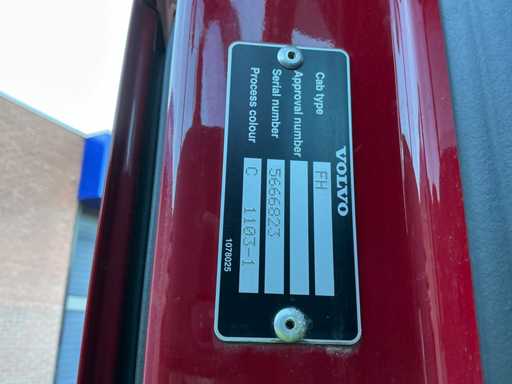 VOLVO
Cab type FH
Approval number
Serial number 5666823
Process colour C 1103-1
1078025